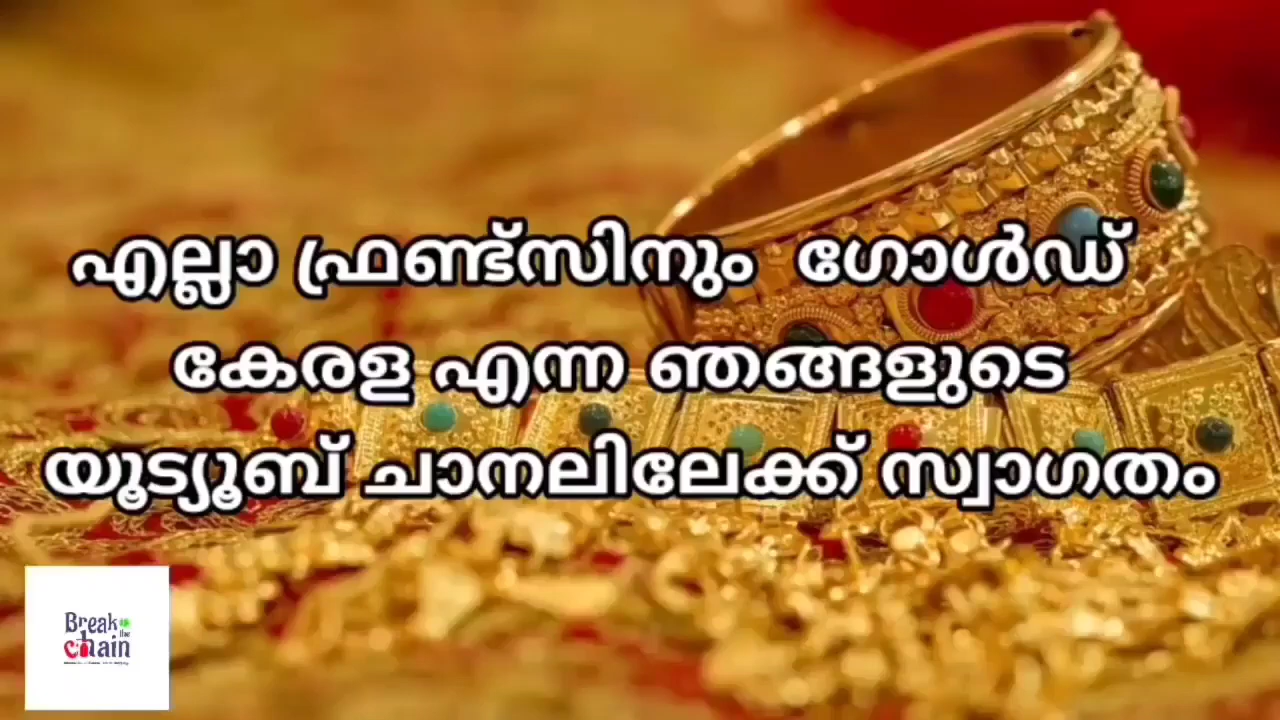 എല്ലാ ഫ്രണ്ട്സിനും ഗോൾഡ്
കേരള എന്ന ഞങ്ങളുടെ
യൂട്യൂബ് ചാനലിലേക്ക് സ്വാഗതം
Break
the
chain